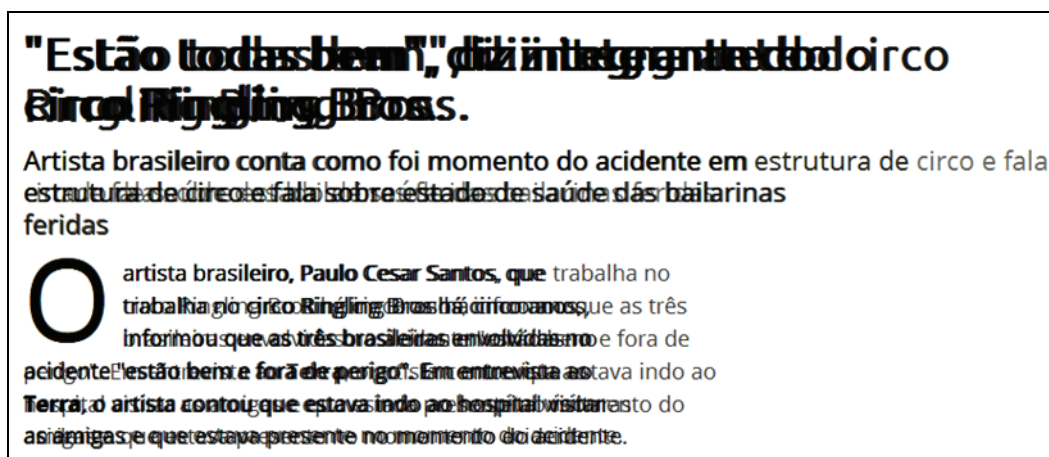 "Estão todas bem", diz integrante do
circo Ringling Bros.
Artista brasileiro conta como foi momento do acidente em
estrutura de circo e fala sobre estado de saúde das bailarinas
feridas
O artista brasileiro, Paulo Cesar Santos, que
trabalha no circo Ringling Bros há cinco anos,
informou que as três brasileiras envolvidas no
acidente "estão bem e fora de perigo". Em entrevista ao
Terra, o artista contou que estava indo ao hospital visitar
as amigas e que estava presente no momento do acidente.